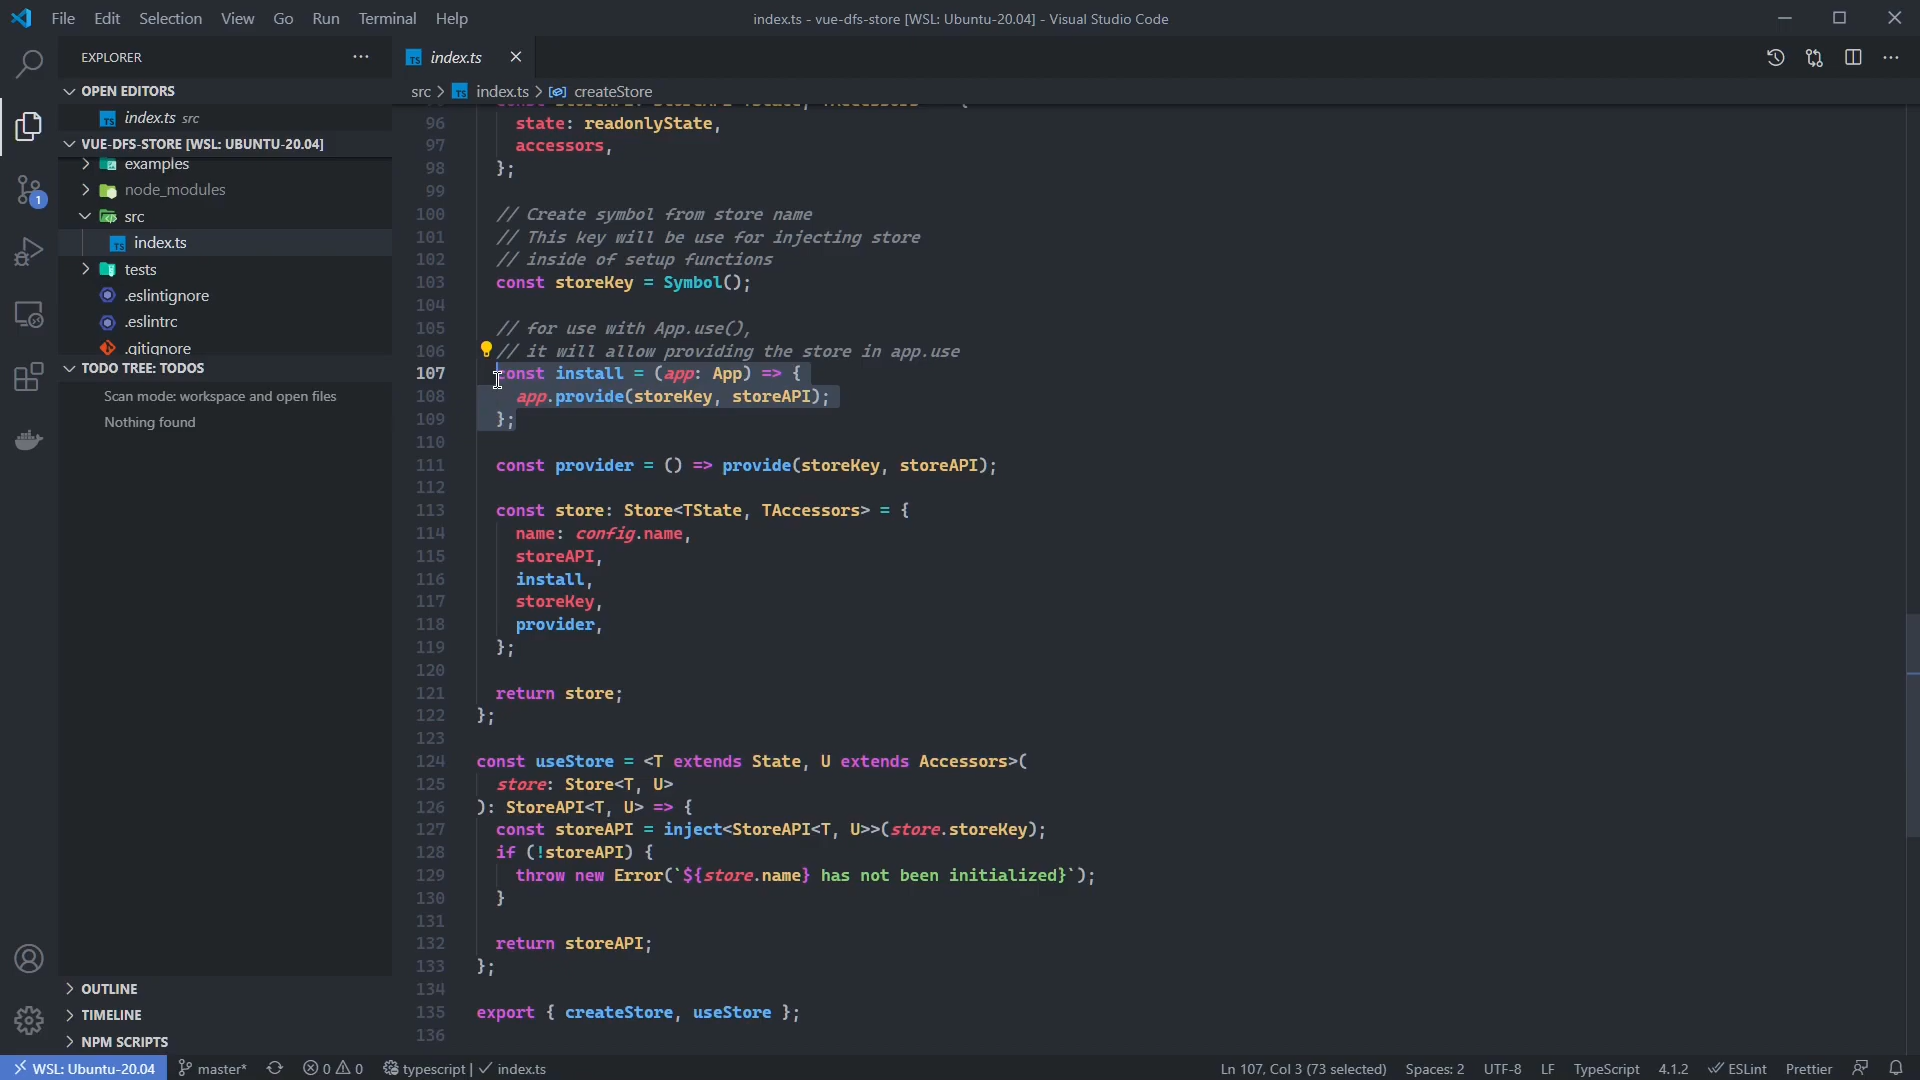 File Edit Selection View Go Run Terminal Help
index.ts - vue-dfs-store [WSL: Ubuntu-20.04] - Visual Studio Code
EXPLORER
OPEN EDITORS
index.ts src
VUE-DFS-STORE [WSL: UBUNTU-20.04]
examples
node_modules
src
index.ts
tests
.eslintignore
.eslintrc
.gitignore
TODO TREE: TODOS
Scan mode: workspace and open files
Nothing found
OUTLINE
TIMELINE
NPM SCRIPTS
1
index.ts
src > index.ts > createStore
96 state: readonlyState,
97 accessors,
98 };
99
100 // Create symbol from store name
101 // This key will be use for injecting store
102 // inside of setup functions
103 const storeKey = Symbol();
104
105 // for use with App.use(),
106 // it will allow providing the store in app.use
107 const install = (app: App) => {
108 app.provide(storeKey, storeAPI);
109 };
110
111 const provider = () => provide(storeKey, storeAPI);
112
113 const store: Store<TState, TAccessors> = {
114 name: config.name,
115 storeAPI,
116 install,
117 storeKey,
118 provider,
119 };
120
121 return store;
122 };
123
124 const useStore = <T extends State, U extends Accessors>(
125 store: Store<T, U>
126 ): StoreAPI<T, U> => {
127 const storeAPI = inject<StoreAPI<T, U>>(store.storeKey);
128 if (!storeAPI) {
129 throw new Error(`${store.name} has not been initialized}`);
130 }
131
132 return storeAPI;
133 };
134
135 export { createStore, useStore };
136
WSL: Ubuntu-20.04 master* 0 0 typescript | index.ts Ln 107, Col 3 (73 selected) Spaces: 2 UTF-8 LF TypeScript 4.1.2 ESLint Prettier